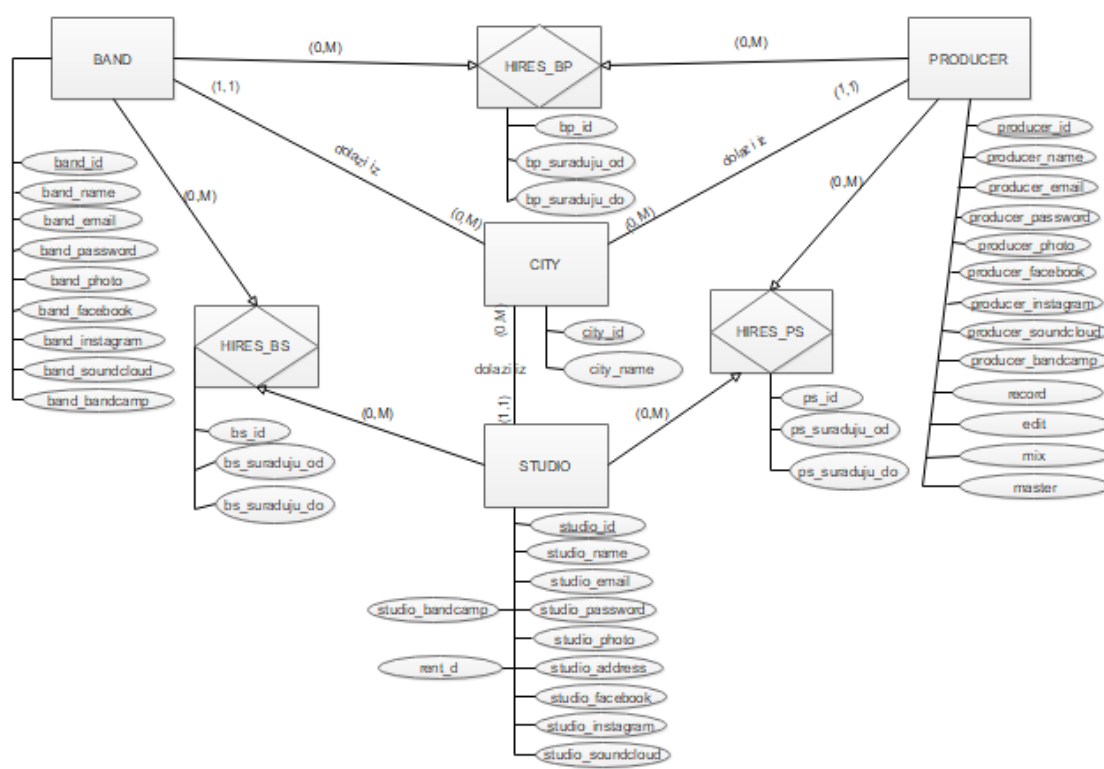 BAND
(0,M)
HIRES_BP
(0,M)
PRODUCER
(1,1)
(1,1)
bp_id
bp_suraduju_od
bp_suraduju_do
dolazi iz
dolazi iz
band_id
band_name
band_email
band_password
band_photo
band_facebook
band_instagram
band_soundcloud
band_bandcamp
producer_id
producer_name
producer_email
producer_password
producer_photo
producer_facebook
producer_instagram
producer_soundcloud
producer_bandcamp
record
edit
mix
master
(0,M)
(0,M)
(0,M)
(0,M)
CITY
(0,M)
city_id
city_name
dolazi iz
(1,1)
HIRES_BS
bs_id
bs_suraduju_od
bs_suraduju_do
(0,M)
(0,M)
HIRES_PS
ps_id
ps_suraduju_od
ps_suraduju_do
STUDIO
studio_id
studio_name
studio_email
studio_bandcamp
studio_password
studio_photo
rent_d
studio_address
studio_facebook
studio_instagram
studio_soundcloud